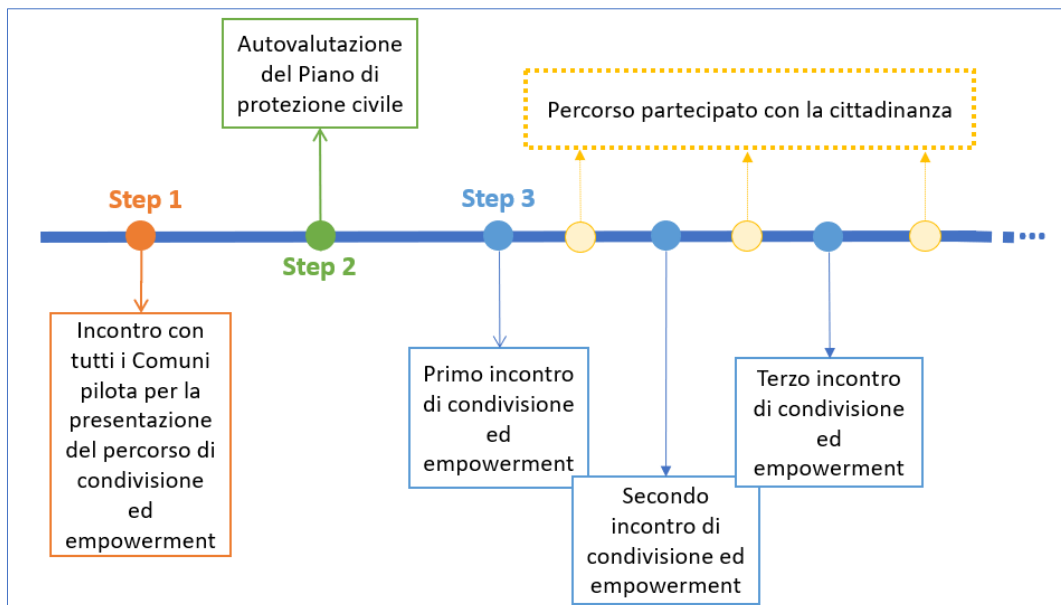 Autovalutazione
del Piano di
protezione civile
Percorso partecipato con la cittadinanza
Step 1
Step 3
Step 2
Incontro con
tutti i Comuni
pilota per la
presentazione
del percorso di
condivisione
ed
empowerment
Primo incontro
di condivisione
ed
empowerment
Secondo
incontro di
condivisione ed
empowerment
Terzo incontro
di condivisione
ed
empowerment